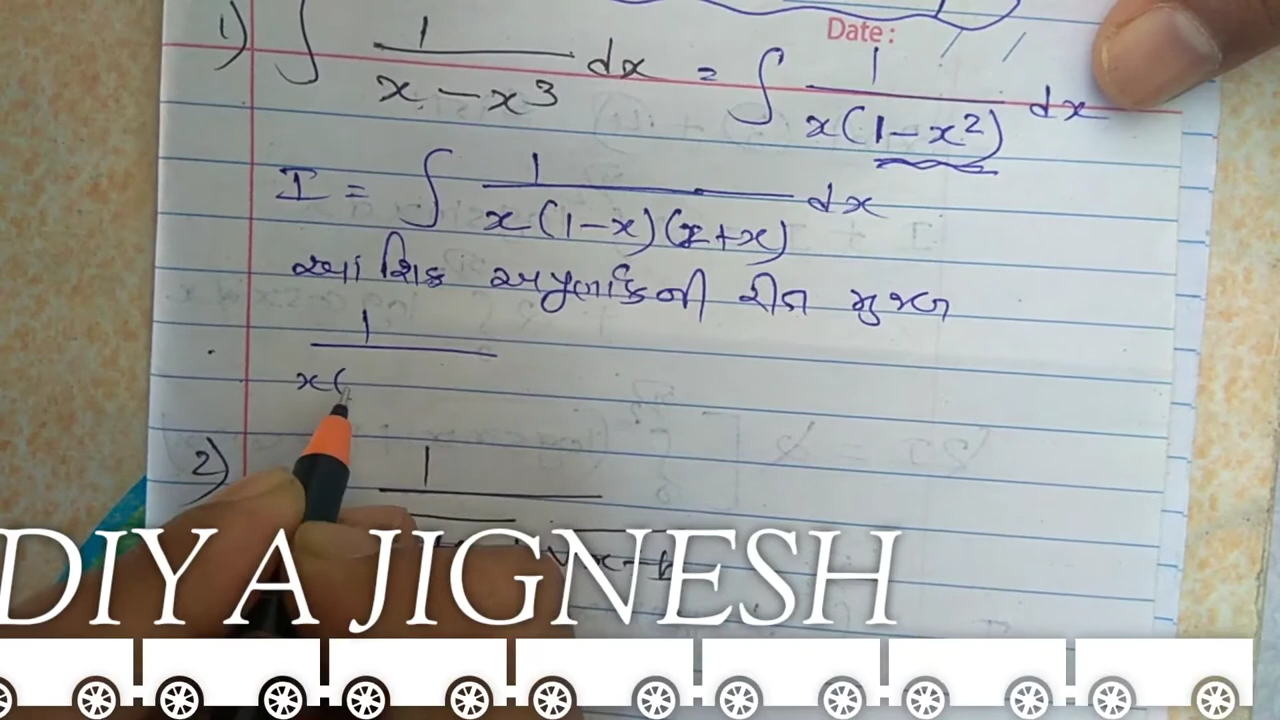 Date:
1) ∫ 1/(x - x³) dx = ∫ 1/(x(1-x²)) dx
I = ∫ 1/(x(1-x)(1+x)) dx
આંશિક અપૂર્ણાંકની રીત મુજબ
1/x(
2) 1
DIYA JIGNESH